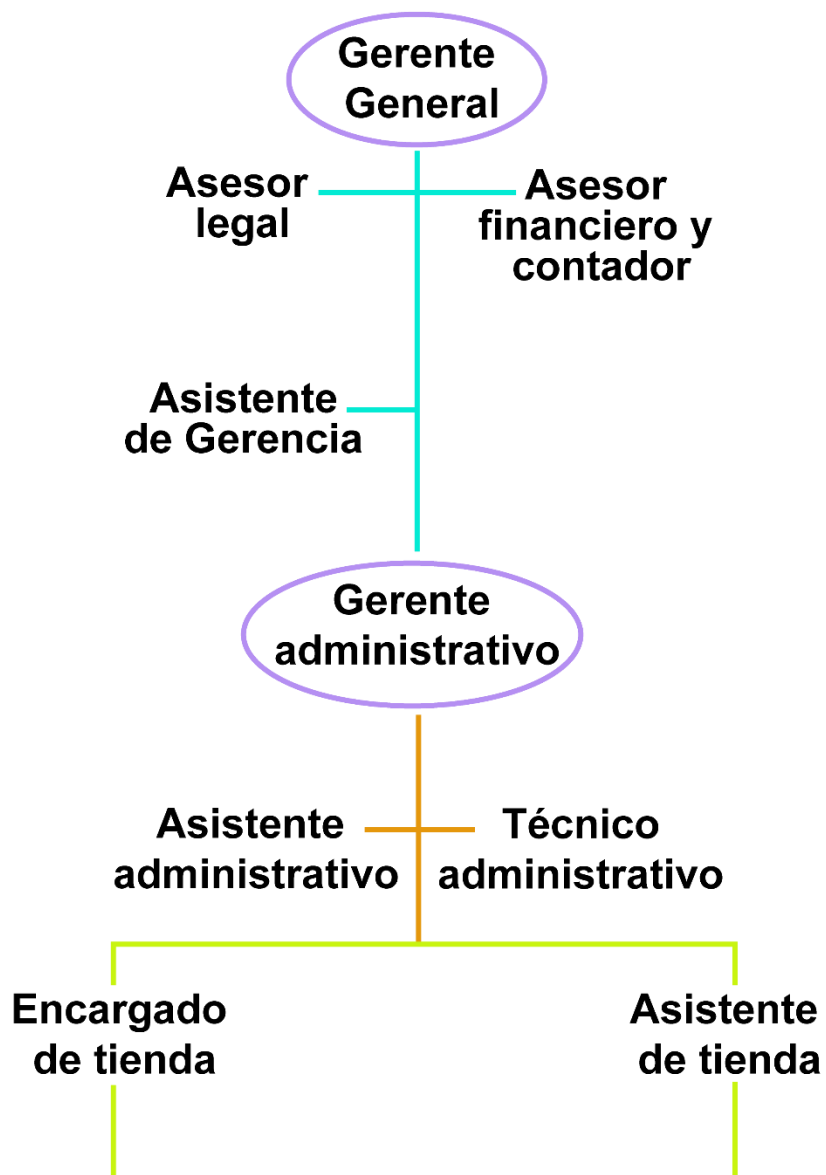 Gerente
General
Asesor
legal
Asesor
financiero y
contador
Asistente
de Gerencia
Gerente
administrativo
Asistente
administrativo
Técnico
administrativo
Encargado
de tienda
Asistente
de tienda